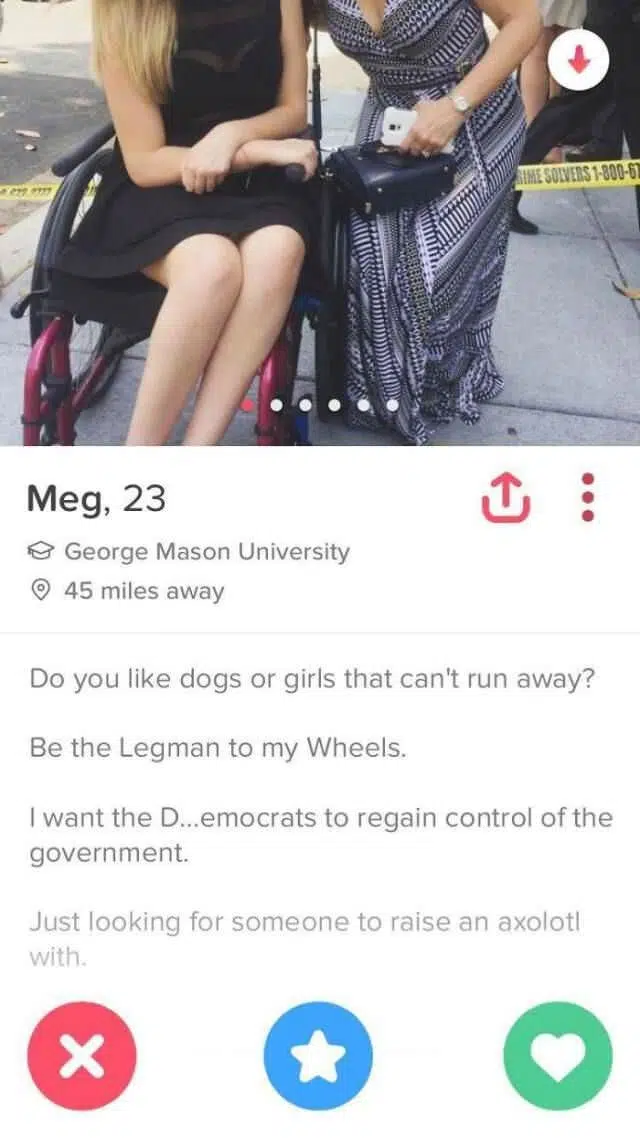 IME SOLVERS 1-800-67
Meg, 23
George Mason University
45 miles away
Do you like dogs or girls that can't run away?
Be the Legman to my Wheels.
I want the D...emocrats to regain control of the
government.
Just looking for someone to raise an axolotl
with.